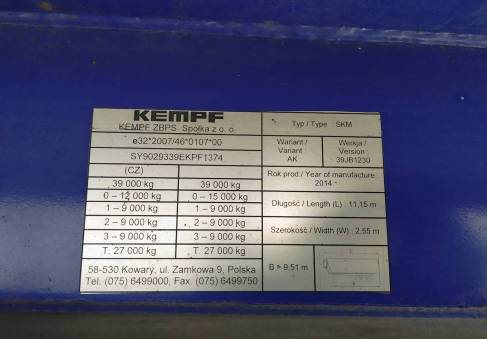 KEMPF
KEMPF ZBPS. Spółka z o. o.
e32*2007/46*0107*00
SY9029339EKPF1374
(CZ)
39 000 kg 39 000 kg
0 – 12 000 kg 0 – 15 000 kg
1 – 9 000 kg 1 – 9 000 kg
2 – 9 000 kg 2 – 9 000 kg
3 – 9 000 kg 3 – 9 000 kg
T. 27 000 kg T. 27 000 kg
58-530 Kowary, ul. Zamkowa 9, Polska
Tel. (075) 6499000, Fax. (075) 6499750
Typ / Type SKM
Wariant / Wersja /
Variant : Version :
AK 39JB1230
Rok prod./ Year of manufacture
2014
Długość / Length (L) : 11,15 m
Szerokość / Width (W) : 2,55 m
B = 9,51 m